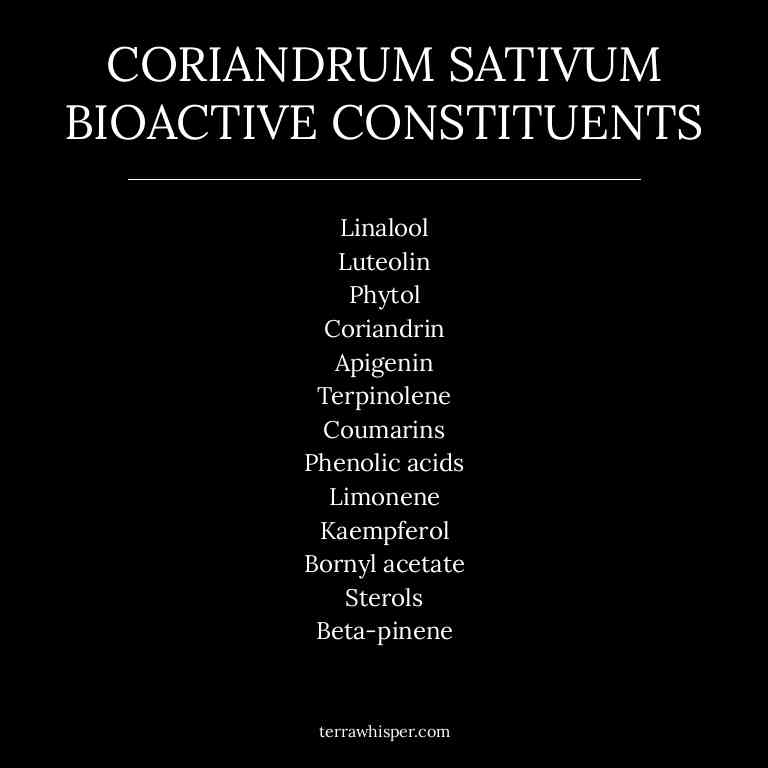 CORIANDRUM SATIVUM
BIOACTIVE CONSTITUENTS
Linalool
Luteolin
Phytol
Coriandrin
Apigenin
Terpinolene
Coumarins
Phenolic acids
Limonene
Kaempferol
Bornyl acetate
Sterols
Beta-pinene
terrawhisper.com